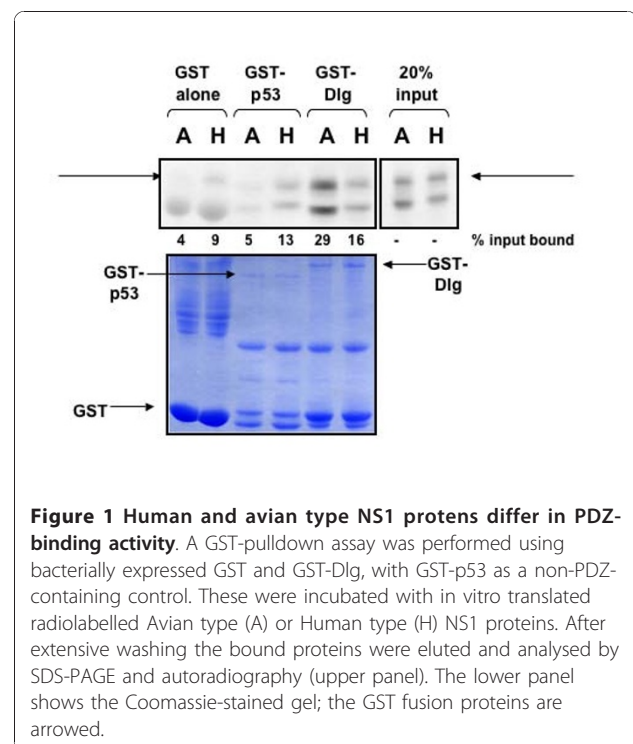 GST alone GST-p53 GST-Dlg 20% input
A H A H A H A H
4 9 5 13 29 16 - - % input bound
GST-p53
GST-Dlg
GST
Figure 1 Human and avian type NS1 protens differ in PDZ-
binding activity. A GST-pulldown assay was performed using
bacterially expressed GST and GST-Dlg, with GST-p53 as a non-PDZ-
containing control. These were incubated with in vitro translated
radiolabelled Avian type (A) or Human type (H) NS1 proteins. After
extensive washing the bound proteins were eluted and analysed by
SDS-PAGE and autoradiography (upper panel). The lower panel
shows the Coomassie-stained gel; the GST fusion proteins are
arrowed.